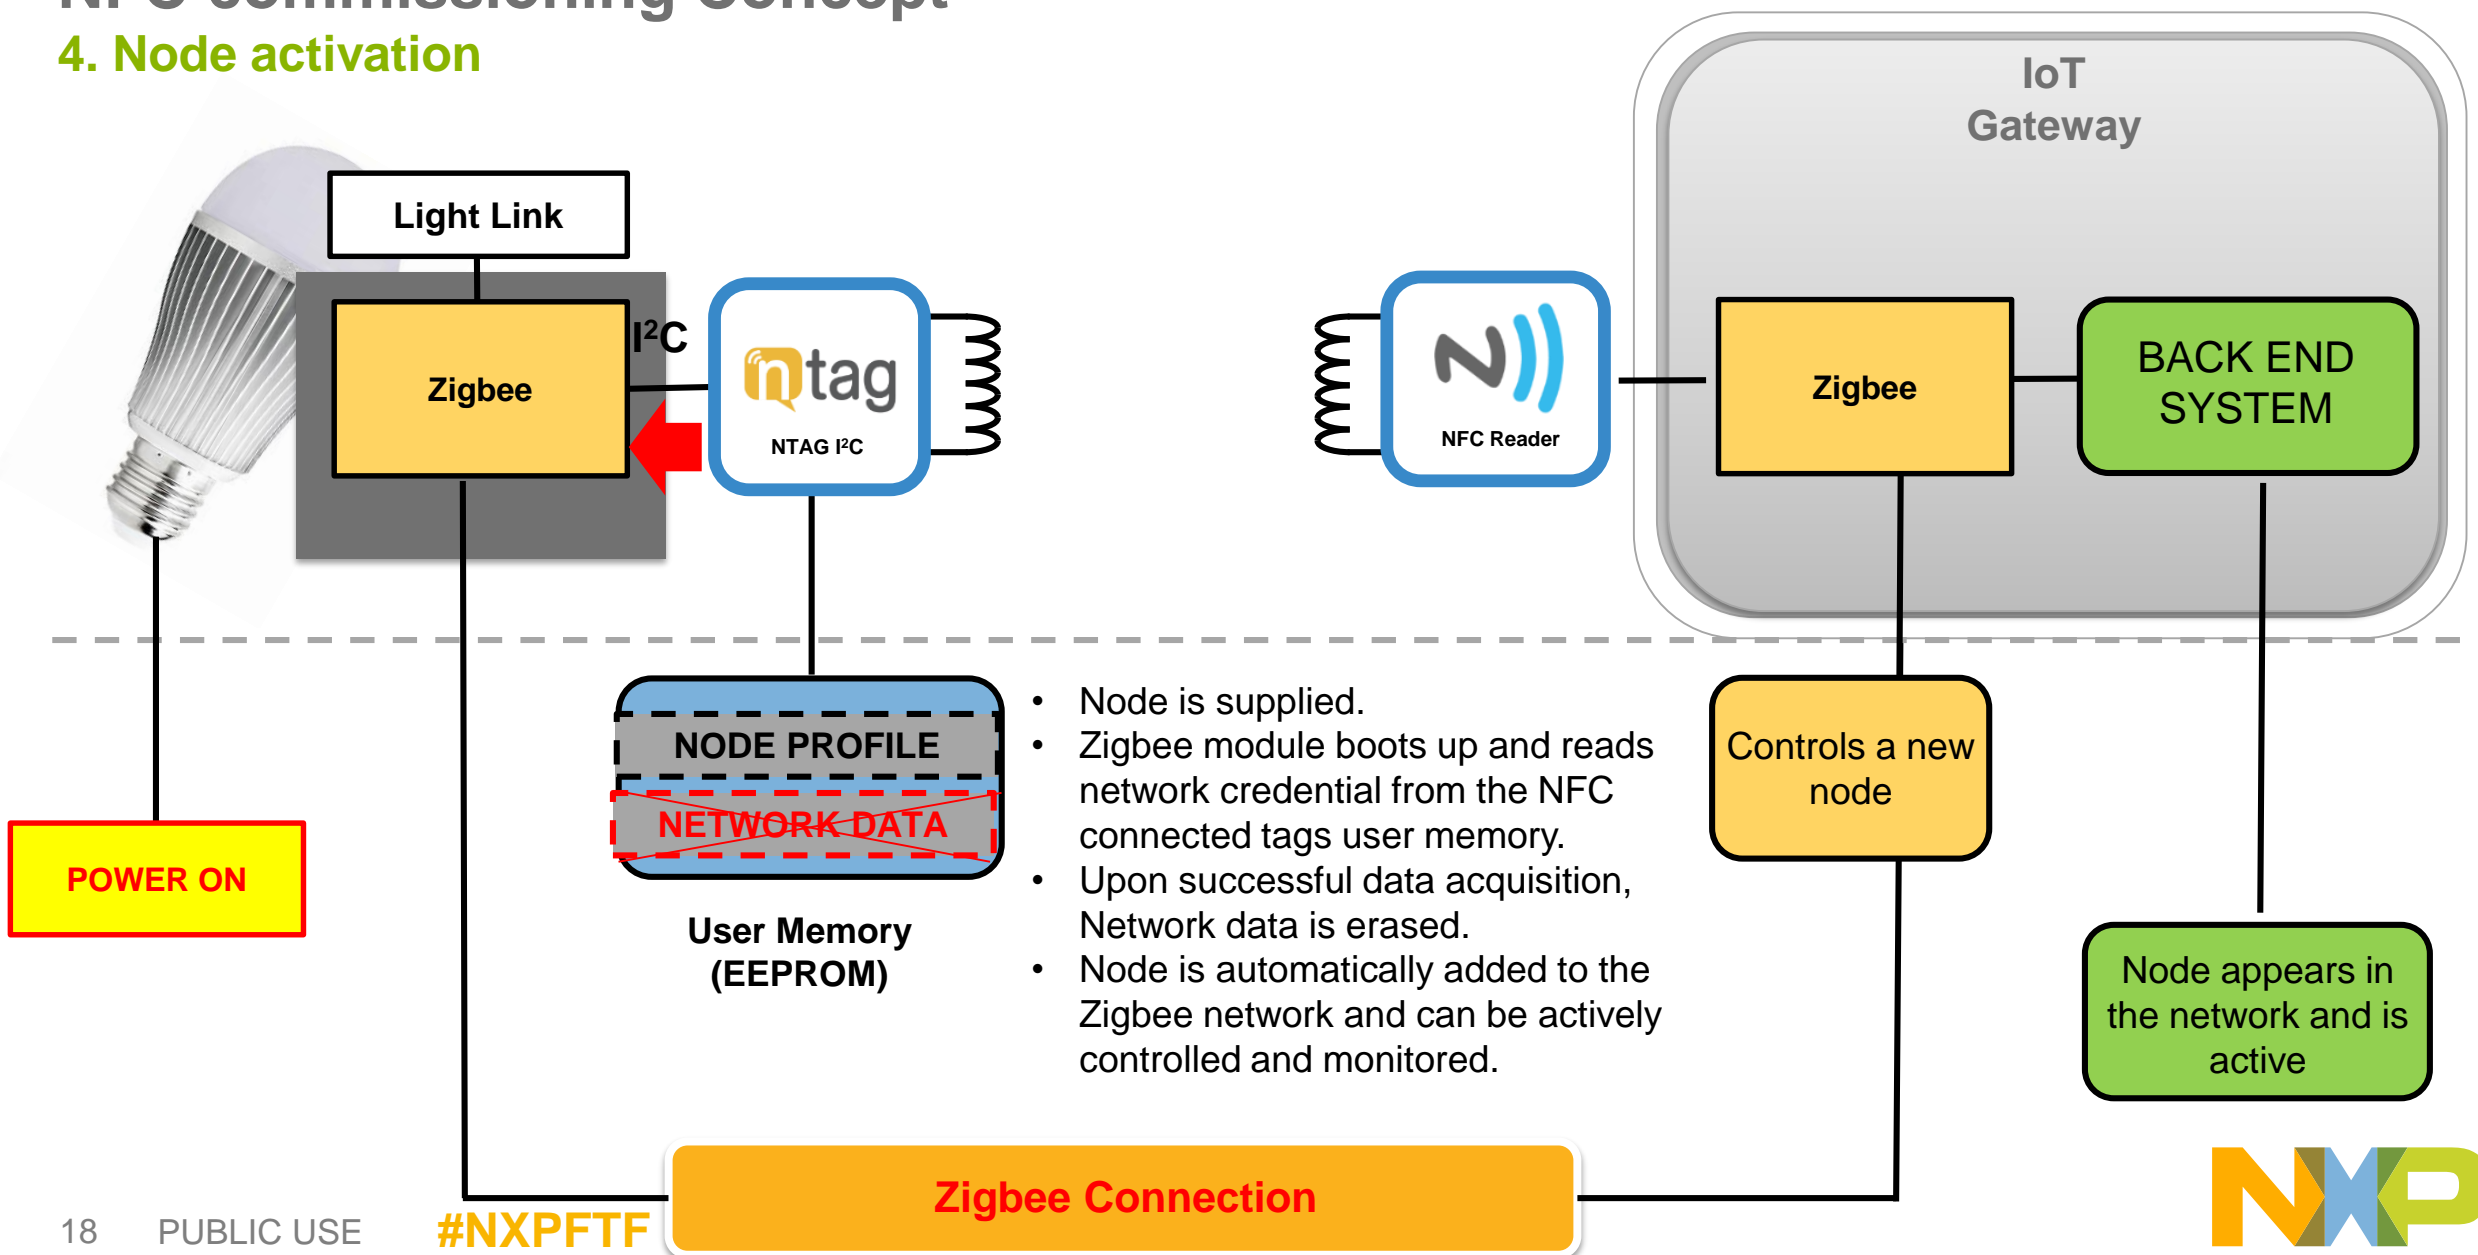 NFC commissioning Concept
4. Node activation
IoT
Gateway
Light Link
Zigbee
I²C
ntag
NTAG I²C
NFC Reader
Zigbee
BACK END
SYSTEM
NODE PROFILE
NETWORK DATA
User Memory
(EEPROM)
POWER ON
• Node is supplied.
• Zigbee module boots up and reads
network credential from the NFC
connected tags user memory.
• Upon successful data acquisition,
Network data is erased.
• Node is automatically added to the
Zigbee network and can be actively
controlled and monitored.
Controls a new
node
Node appears in
the network and is
active
Zigbee Connection
18 PUBLIC USE #NXPFTF
NXP